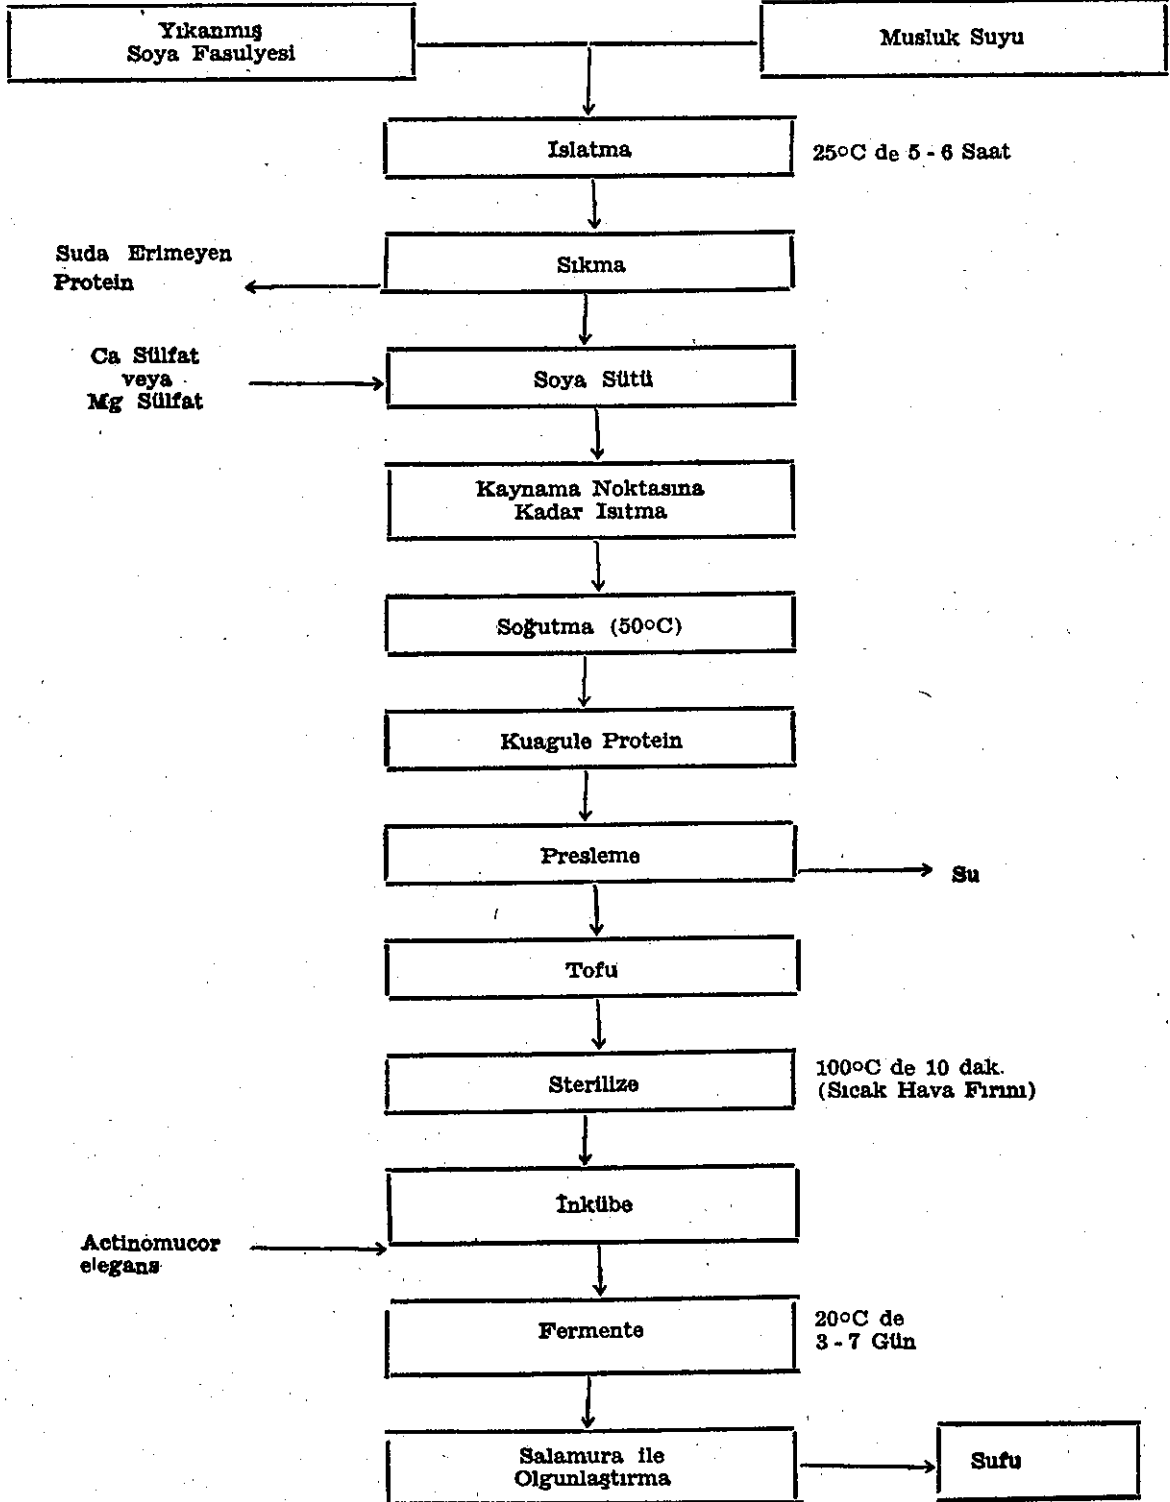 Yıkanmış
Soya Fasulyesi
Musluk Suyu
Islatma
25°C de 5 - 6 Saat
Sıkma
Suda Erimeyen
Protein
Ca Sülfat
veya
Mg Sülfat
Soya Sütü
Kaynama Noktasına
Kadar Isıtma
Soğutma (50°C)
Kuagule Protein
Presleme
Su
Tofu
Sterilize
100°C de 10 dak.
(Sıcak Hava Fırını)
İnkübe
Actinomucor
elegans
Fermente
20°C de
3 - 7 Gün
Salamura ile
Olgunlaştırma
Sufu